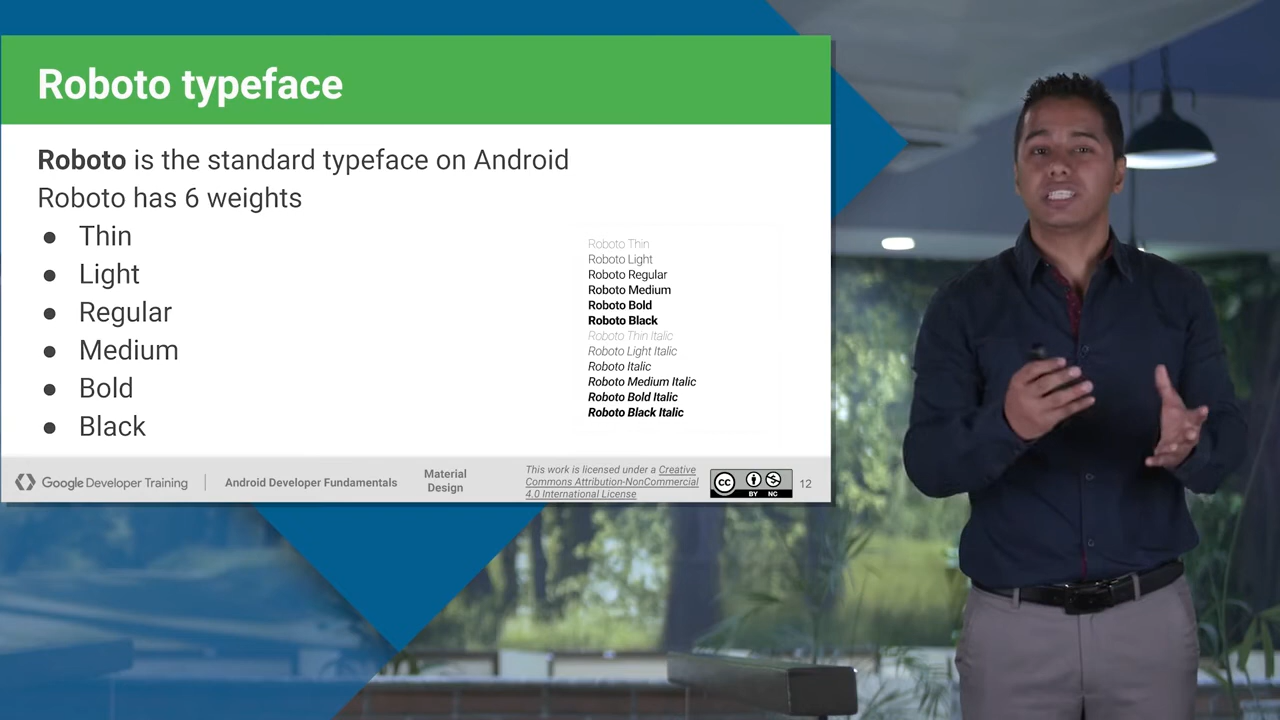 Roboto typeface
Roboto is the standard typeface on Android
Roboto has 6 weights
● Thin
● Light
● Regular
● Medium
● Bold
● Black
Roboto Thin
Roboto Light
Roboto Regular
Roboto Medium
Roboto Bold
Roboto Black
Roboto Thin Italic
Roboto Light Italic
Roboto Italic
Roboto Medium Italic
Roboto Bold Italic
Roboto Black Italic
Google Developer Training
Android Developer Fundamentals
Material
Design
This work is licensed under a Creative
Commons Attribution-NonCommercial
4.0 International License
CC
BY NC
12